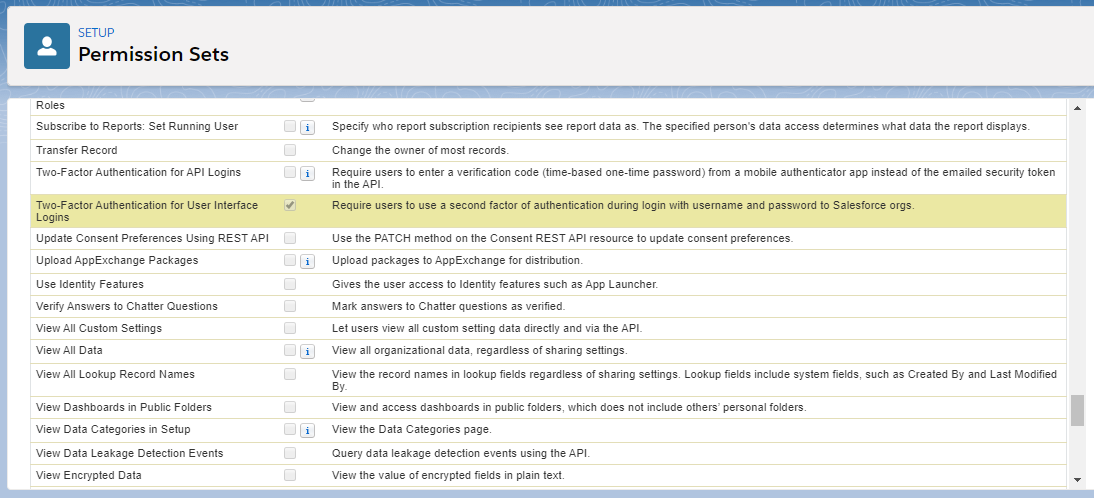 SETUP
Permission Sets
Roles
Subscribe to Reports: Set Running User
Specify who report subscription recipients see report data as. The specified person's data access determines what data the report displays.
Transfer Record
Change the owner of most records.
Two-Factor Authentication for API Logins
Require users to enter a verification code (time-based one-time password) from a mobile authenticator app instead of the emailed security token
in the API.
Two-Factor Authentication for User Interface
Logins
Require users to use a second factor of authentication during login with username and password to Salesforce orgs.
Update Consent Preferences Using REST API
Use the PATCH method on the Consent REST API resource to update consent preferences.
Upload AppExchange Packages
Upload packages to AppExchange for distribution.
Use Identity Features
Gives the user access to Identity features such as App Launcher.
Verify Answers to Chatter Questions
Mark answers to Chatter questions as verified.
View All Custom Settings
Let users view all custom setting data directly and via the API.
View All Data
View all organizational data, regardless of sharing settings.
View All Lookup Record Names
View the record names in lookup fields regardless of sharing settings. Lookup fields include system fields, such as Created By and Last Modified
By.
View Dashboards in Public Folders
View and access dashboards in public folders, which does not include others' personal folders.
View Data Categories in Setup
View the Data Categories page.
View Data Leakage Detection Events
Query data leakage detection events using the API.
View Encrypted Data
View the value of encrypted fields in plain text.